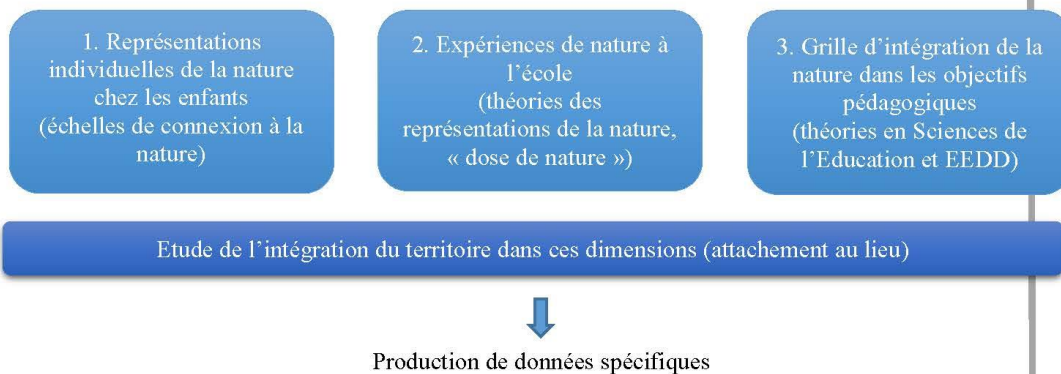 1. Représentations
individuelles de la nature
chez les enfants
(échelles de connexion à la
nature)
2. Expériences de nature à
l’école
(théories des
représentations de la nature,
« dose de nature »)
3. Grille d’intégration de la
nature dans les objectifs
pédagogiques
(théories en Sciences de
l’Education et EEDD)
Etude de l’intégration du territoire dans ces dimensions (attachement au lieu)
Production de données spécifiques